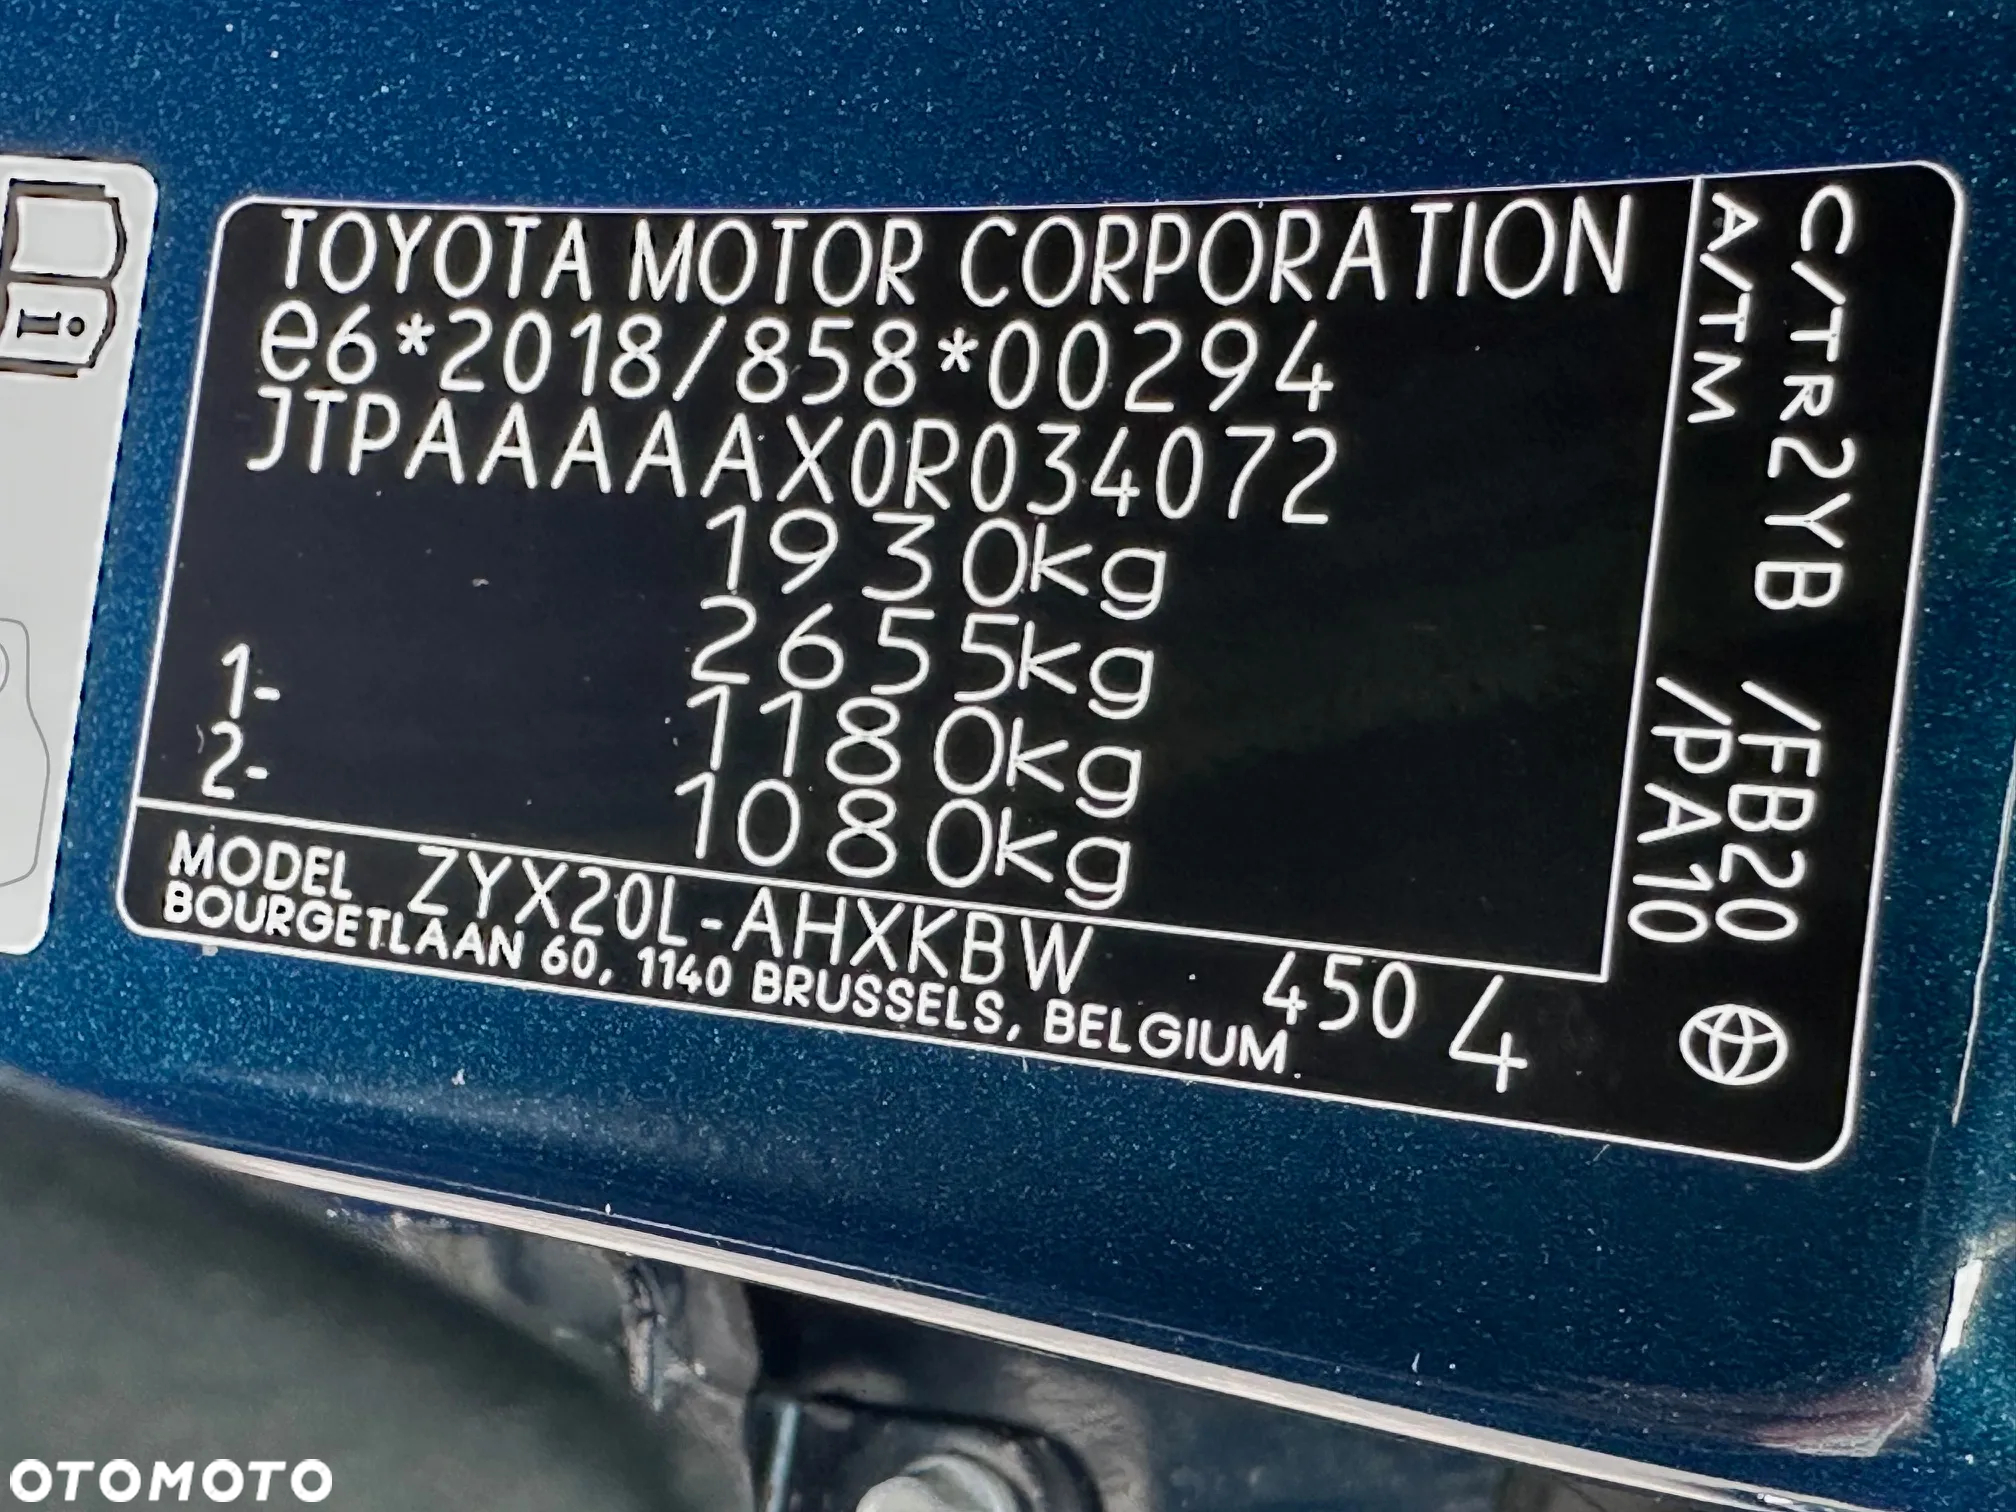 TOYOTA MOTOR CORPORATION
e6*2018/858*00294
JTPAAAAAX0R034072
1930kg
2655kg
1- 1180kg
2- 1080kg
MODEL ZYX20L-AHXKBW 450 4
BOURGETLAAN 60, 1140 BRUSSELS, BELGIUM.
C/TR2YB /FB20
A/TM /PA10
i
OTOMOTO